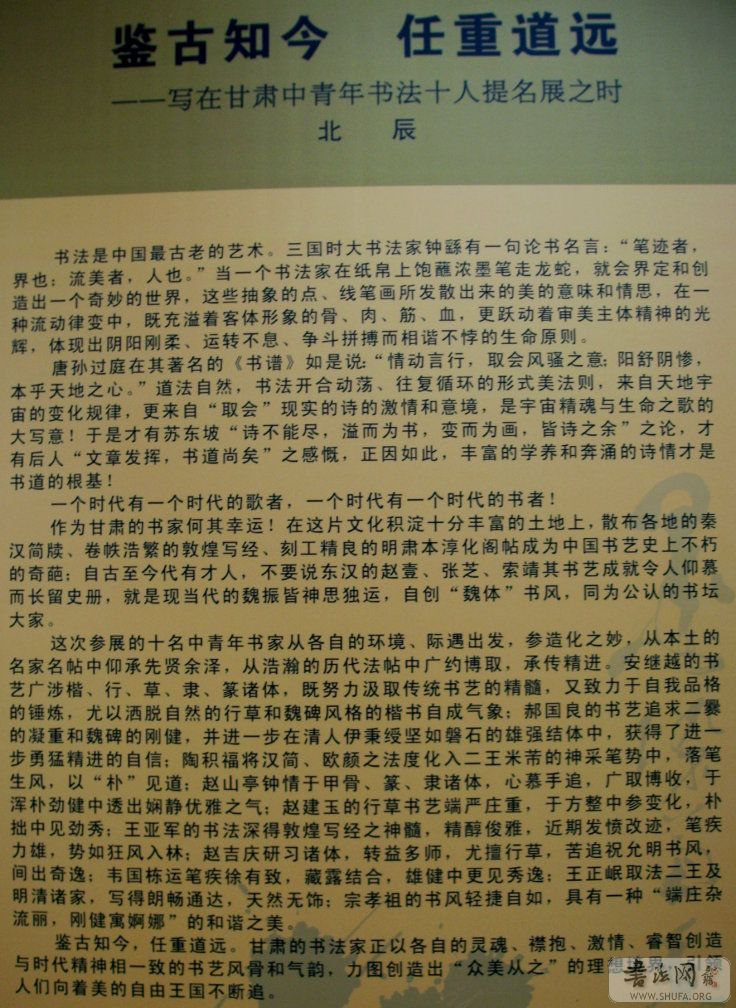 鉴古知今 任重道远
——写在甘肃中青年书法十人提名展之时
北 辰
书法是中国最古老的艺术。三国时大书法家钟繇有一句论书名言：“笔迹者，
界也；流美者，人也。”当一个书法家在纸帛上饱蘸浓墨笔走龙蛇，就会界定和创
造出一个奇妙的世界，这些抽象的点、线笔画所发散出来的美的意味和情思，在一
种流动律变中，既充溢着客体形象的骨、肉、筋、血，更跃动着审美主体精神的光
辉，体现出阴阳刚柔、运转不息、争斗拼搏而相谐不悖的生命原则。
唐孙过庭在其著名的《书谱》如是说：“情动言行，取会风骚之意；阳舒阴惨，
本乎天地之心。”道法自然，书法开合动荡、往复循环的形式美法则，来自天地宇
宙的变化规律，更来自“取会”现实的诗的激情和意境，是宇宙精魂与生命之歌的
大写意！于是才有苏东坡“诗不能尽，溢而为书，变而为画，皆诗之余”之论，才
有后人“文章发挥，书道尚矣”之感慨，正因如此，丰富的学养和奔涌的诗情才是
书道的根基！
一个时代有一个时代的歌者，一个时代有一个时代的书者！
作为甘肃的书家何其幸运！在这片文化积淀十分丰富的土地上，散布各地的秦
汉简牍、卷帙浩繁的敦煌写经、刻工精良的明肃本淳化阁帖成为中国书艺史上不朽
的奇葩；自古至今代有才人，不要说东汉的赵壹、张芝、索靖其书艺成就令人仰慕
而长留史册，就是现当代的魏振皆神思独运，自创“魏体”书风，同为公认的书坛
大家。
这次参展的十名中青年书家从各自的环境、际遇出发，参造化之妙，从本土的
名家名帖中仰承先贤余泽，从浩瀚的历代法帖中广约博取，承传精进。安继越的书
艺广涉楷、行、草、隶、篆诸体，既努力汲取传统书艺的精髓，又致力于自我品格
的锤炼，尤以洒脱自然的行草和魏碑风格的楷书自成气象；郝国良的书艺追求二爨
的凝重和魏碑的刚健，并进一步在清人伊秉绶坚如磐石的雄强结体中，获得了进一
步勇猛精进的自信；陶积福将汉简、欧颜之法度化入二王米芾的神采笔势中，落笔
生风，以“朴”见道；赵山亭钟情于甲骨、篆、隶诸体，心慕手追，广取博收，于
浑朴劲健中透出娴静优雅之气；赵建玉的行草书艺端严庄重，于方整中参变化，朴
拙中见劲秀；王亚军的书法深得敦煌写经之神髓，精醇俊雅，近期发愤改迹，笔疾
力雄，势如狂风入林；赵吉庆研习诸体，转益多师，尤擅行草，苦追祝允明书风，
间出奇逸；韦国栋运笔疾徐有致，藏露结合，雄健中更见秀逸；王正岷取法二王及
明清诸家，写得朗畅通达，天然无饰；宗孝祖的书风轻捷自如，具有一种“端庄杂
流丽，刚健寓婀娜”的和谐之美。
鉴古知今，任重道远。甘肃的书法家正以各自的灵魂、襟抱、激情、睿智创造
与时代精神相一致的书艺风骨和气韵，力图创造出“众美从之”的理想世界，引领
人们向着美的自由王国不断追。
书法网
WWW.SHUFA.ORG